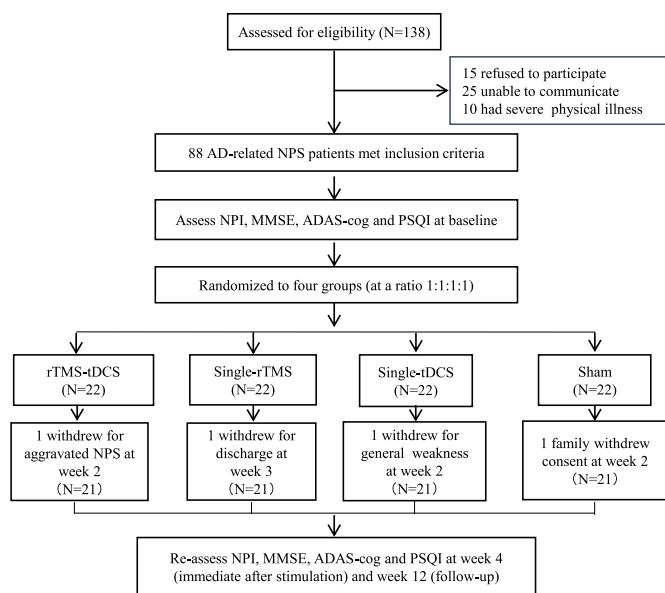 Assessed for eligibility (N=138)
15 refused to participate
25 unable to communicate
10 had severe physical illness
88 AD-related NPS patients met inclusion criteria
Assess NPI, MMSE, ADAS-cog and PSQI at baseline
Randomized to four groups (at a ratio 1:1:1:1)
rTMS-tDCS
(N=22)
Single-rTMS
(N=22)
Single-tDCS
(N=22)
Sham
(N=22)
1 withdrew for
aggravated NPS at
week 2
(N=21)
1 withdrew for
discharge at
week 3
(N=21)
1 withdrew for
general weakness
at week 2
(N=21)
1 family withdrew
consent at week 2
(N=21)
Re-assess NPI, MMSE, ADAS-cog and PSQI at week 4
(immediate after stimulation) and week 12 (follow-up)